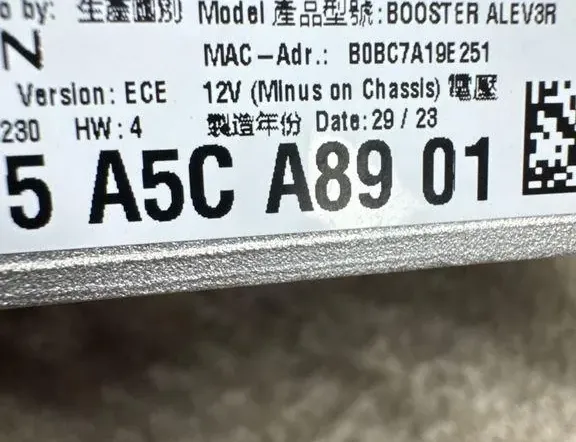 o by: 生產國別 Model 產品型號:BOOSTER ALEV3R
N MAC-Adr.: B0BC7A19E251
Version: ECE 12V (Minus on Chassis) 電壓
230 HW: 4 製造年份 Date: 29 / 23
5 A5C A89 01